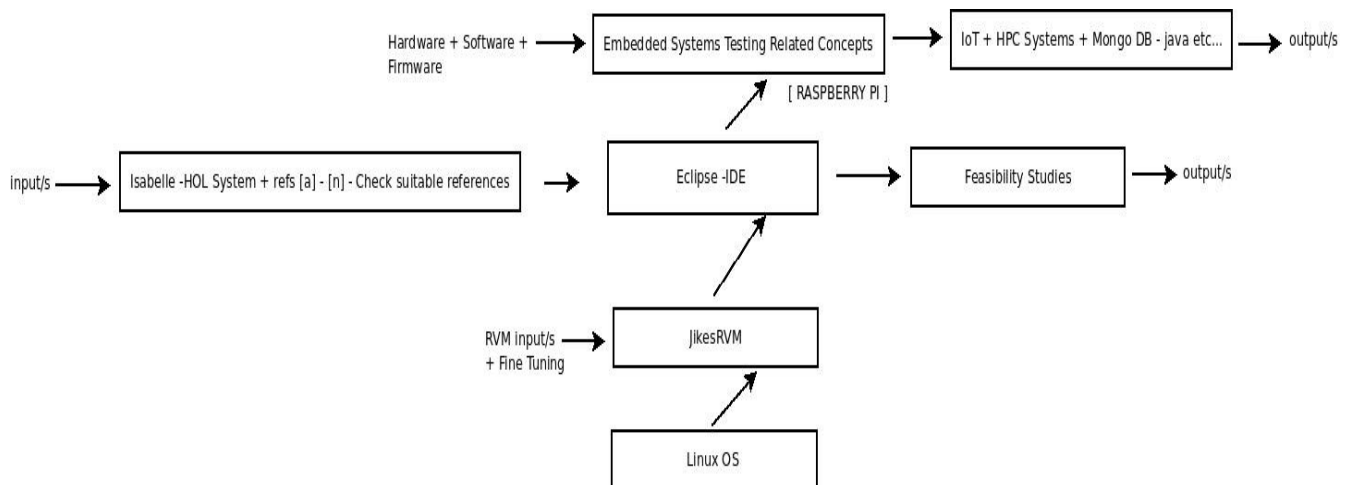 Hardware + Software +
Firmware
Embedded Systems Testing Related Concepts
IoT + HPC Systems + Mongo DB - java etc...
output/s
[ RASPBERRY PI ]
input/s
Isabelle -HOL System + refs [a] - [n] - Check suitable references
Eclipse -IDE
Feasibility Studies
output/s
RVM input/s
+ Fine Tuning
JikesRVM
Linux OS